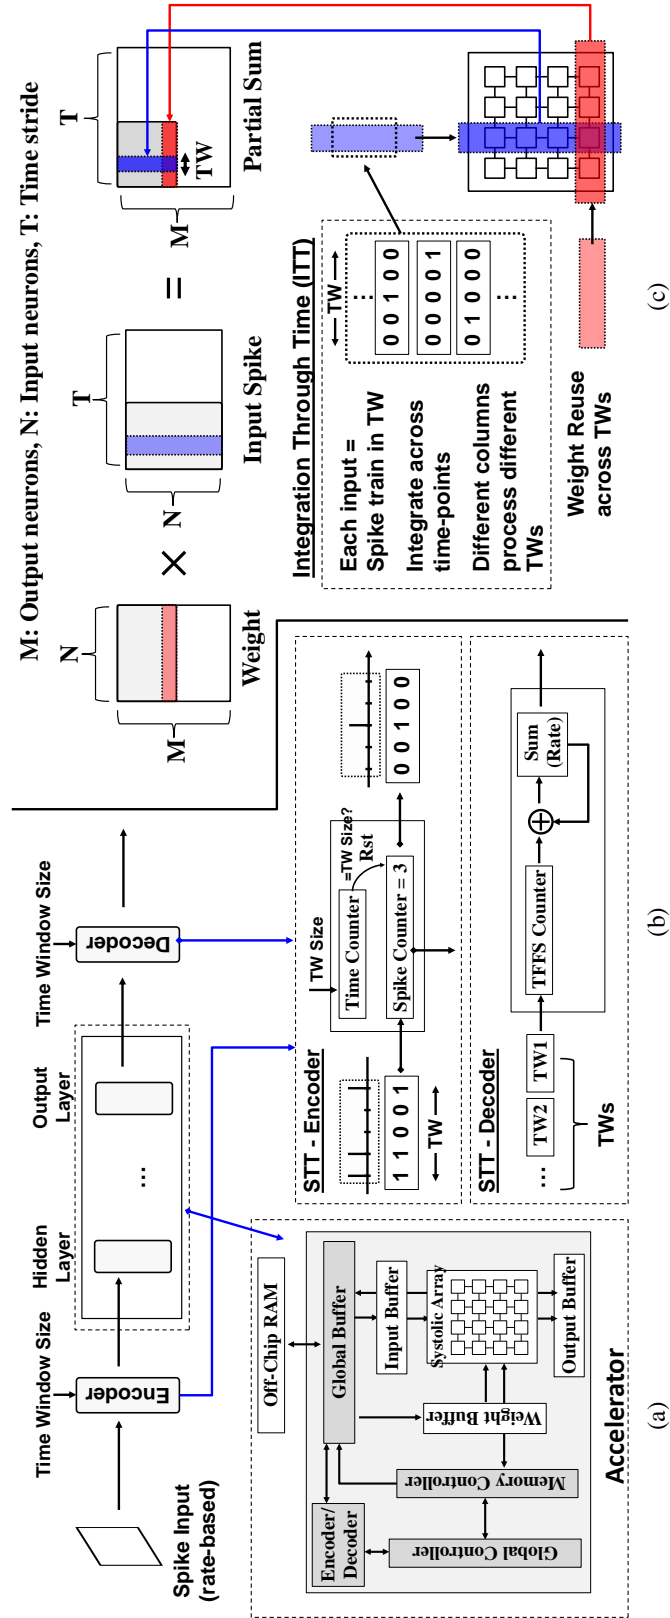 Time Window Size
Encoder
Spike Input
(rate-based)
Hidden
Layer
...
Output
Layer
Time Window Size
Decoder
Off-Chip RAM
Global Buffer
Input Buffer
Systolic Array
Output Buffer
Weight Buffer
Encoder/
Decoder
Memory Controller
Global Controller
Accelerator
(a)
STT - Encoder
1 1 0 0 1
TW
TW Size
Time Counter
=TW Size?
Rst
Spike Counter = 3
0 0 1 0 0
STT - Decoder
... TW2 TW1
TWs
TFFS Counter
Sum
(Rate)
(b)
M: Output neurons, N: Input neurons, T: Time stride
N
M
Weight
×
T
N
Input Spike
=
T
M
TW
Partial Sum
Integration Through Time (ITT)
Each input =
Spike train in TW
Integrate across
time-points
Different columns
process different
TWs
TW
...
0 0 1 0 0
0 0 0 0 1
0 1 0 0 0
...
Weight Reuse
across TWs
(c)